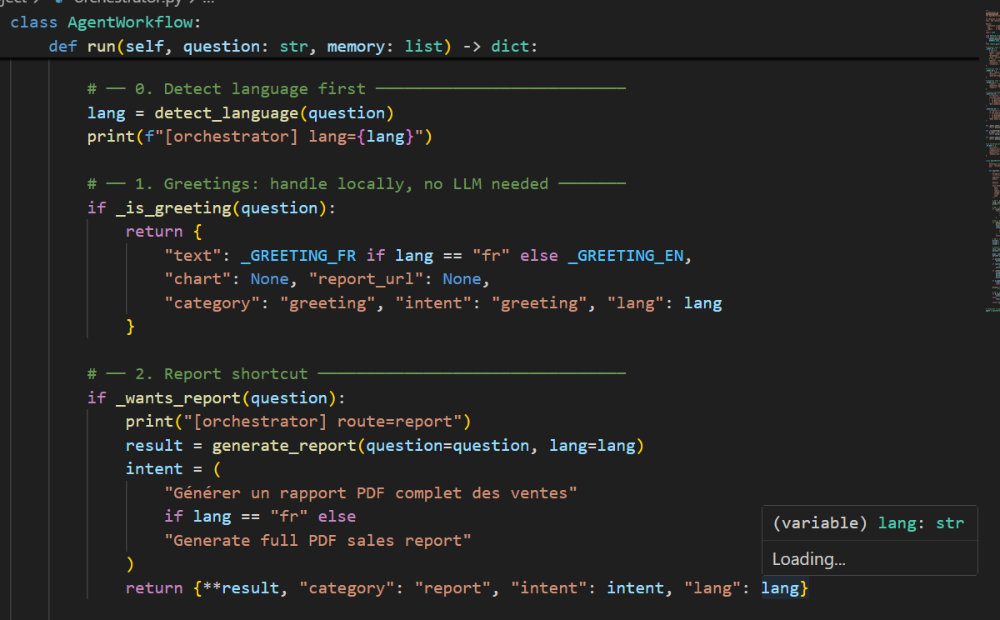 class AgentWorkflow:
    def run(self, question: str, memory: list) -> dict:
        # ── 0. Detect language first ──────────────────────────
        lang = detect_language(question)
        print(f"[orchestrator] lang={lang}")
        # ── 1. Greetings: handle locally, no LLM needed ───────
        if _is_greeting(question):
            return {
                "text": _GREETING_FR if lang == "fr" else _GREETING_EN,
                "chart": None, "report_url": None,
                "category": "greeting", "intent": "greeting", "lang": lang
            }
        # ── 2. Report shortcut ────────────────────────────────
        if _wants_report(question):
            print("[orchestrator] route=report")
            result = generate_report(question=question, lang=lang)
            intent = (
                "Générer un rapport PDF complet des ventes"
                if lang == "fr" else
                "Generate full PDF sales report"
            )
            return {**result, "category": "report", "intent": intent, "lang": lang}
(variable) lang: str
Loading...